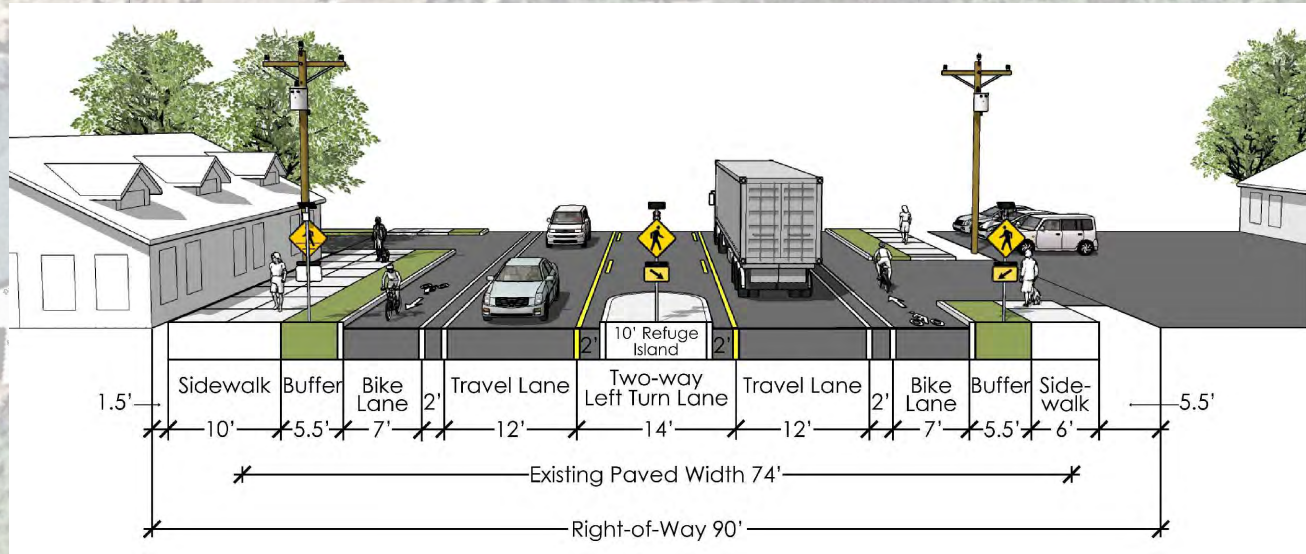 2'
10' Refuge
Island
2'
Sidewalk
Buffer
Bike
Lane
2'
Travel Lane
Two-way
Left Turn Lane
Travel Lane
2'
Bike
Lane
Buffer
Side-
walk
1.5'
5.5'
10'
5.5'
7'
12'
14'
12'
7'
5.5'
6'
Existing Paved Width 74'
Right-of-Way 90'